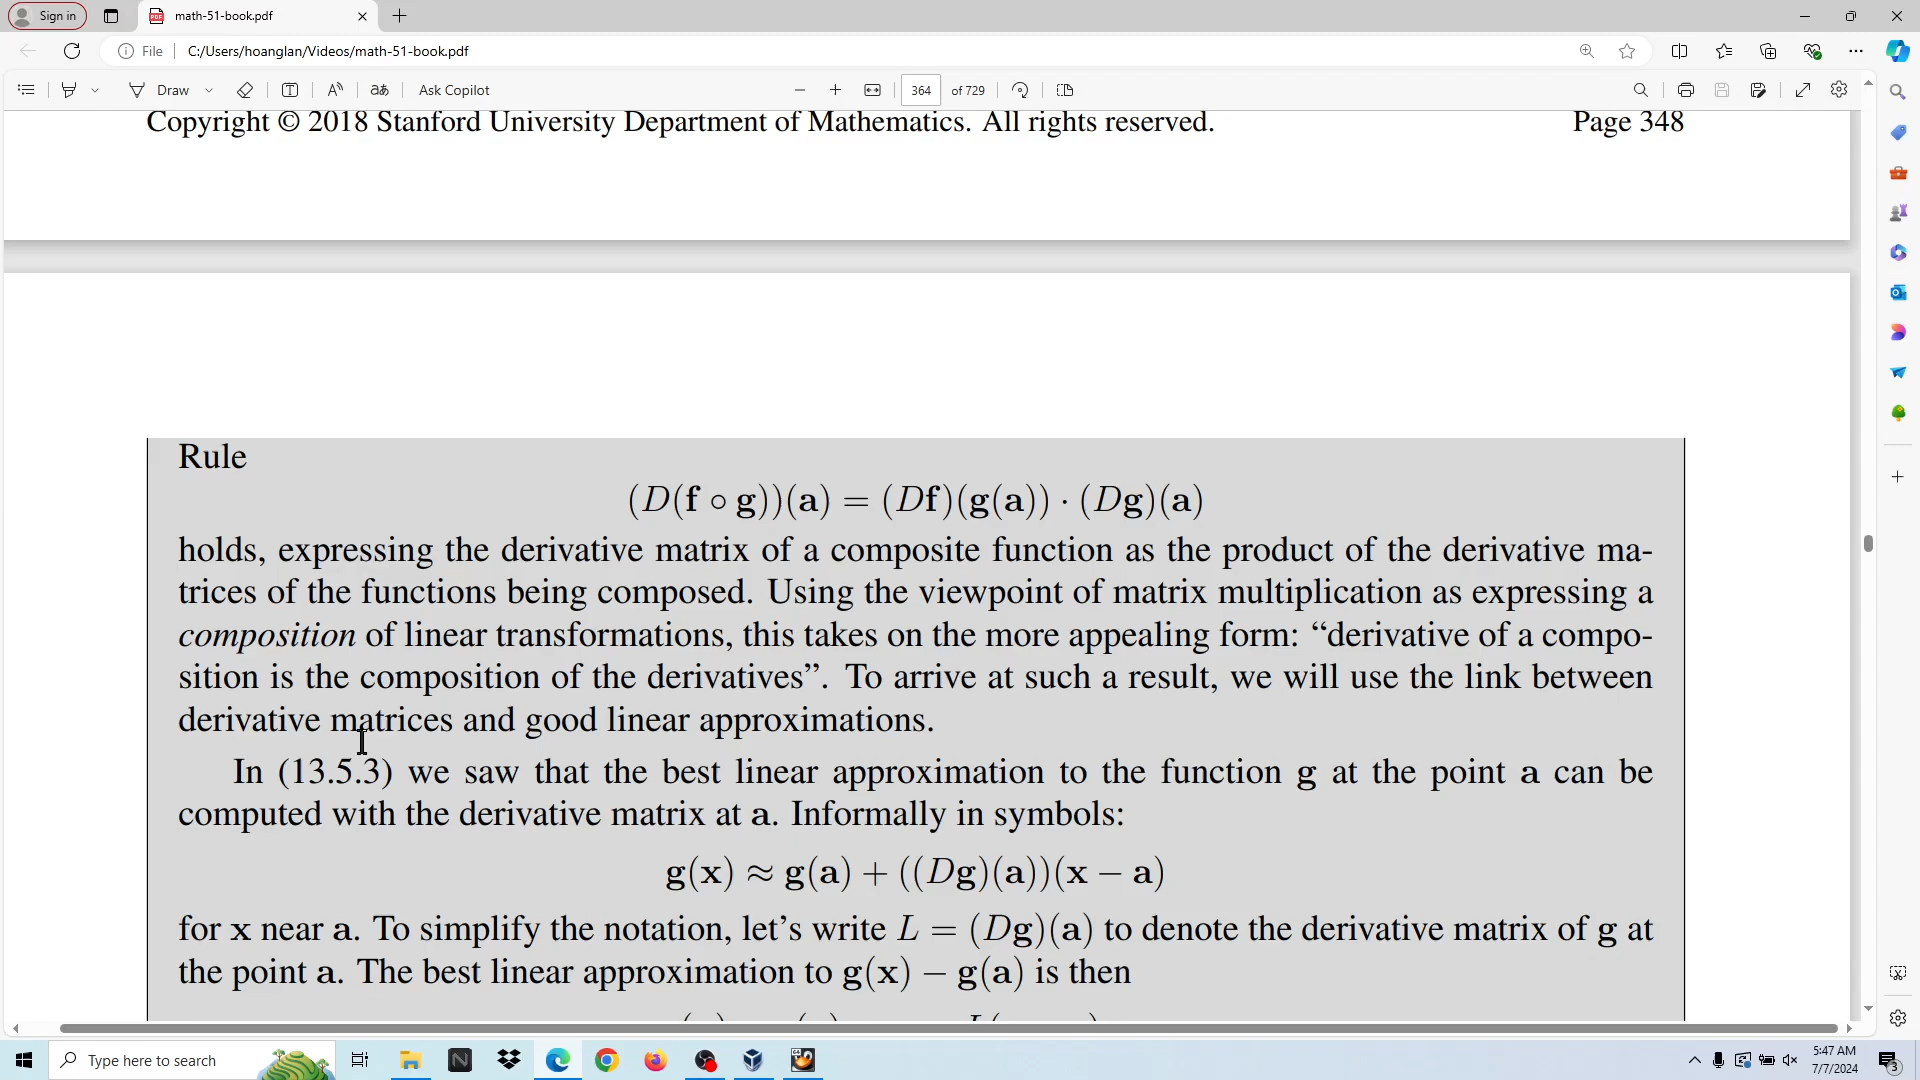 Sign in
math-51-book.pdf
File
C:/Users/hoanglan/Videos/math-51-book.pdf
Draw
Ask Copilot
364 of 729
Copyright © 2018 Stanford University Department of Mathematics. All rights reserved. Page 348
Rule
(D(f ∘ g))(a) = (Df)(g(a)) · (Dg)(a)
holds, expressing the derivative matrix of a composite function as the product of the derivative ma-
trices of the functions being composed. Using the viewpoint of matrix multiplication as expressing a
composition of linear transformations, this takes on the more appealing form: “derivative of a compo-
sition is the composition of the derivatives”. To arrive at such a result, we will use the link between
derivative matrices and good linear approximations.
In (13.5.3) we saw that the best linear approximation to the function g at the point a can be
computed with the derivative matrix at a. Informally in symbols:
g(x) ≈ g(a) + ((Dg)(a))(x − a)
for x near a. To simplify the notation, let’s write L = (Dg)(a) to denote the derivative matrix of g at
the point a. The best linear approximation to g(x) − g(a) is then
Type here to search
5:47 AM
7/7/2024
3